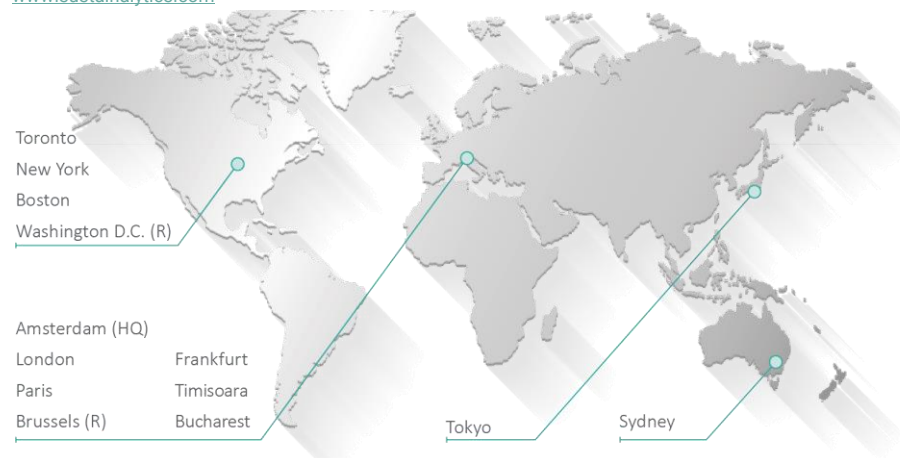 Toronto
New York
Boston
Washington D.C. (R)
Amsterdam (HQ)
London
Paris
Brussels (R)
Frankfurt
Timisoara
Bucharest
Tokyo
Sydney